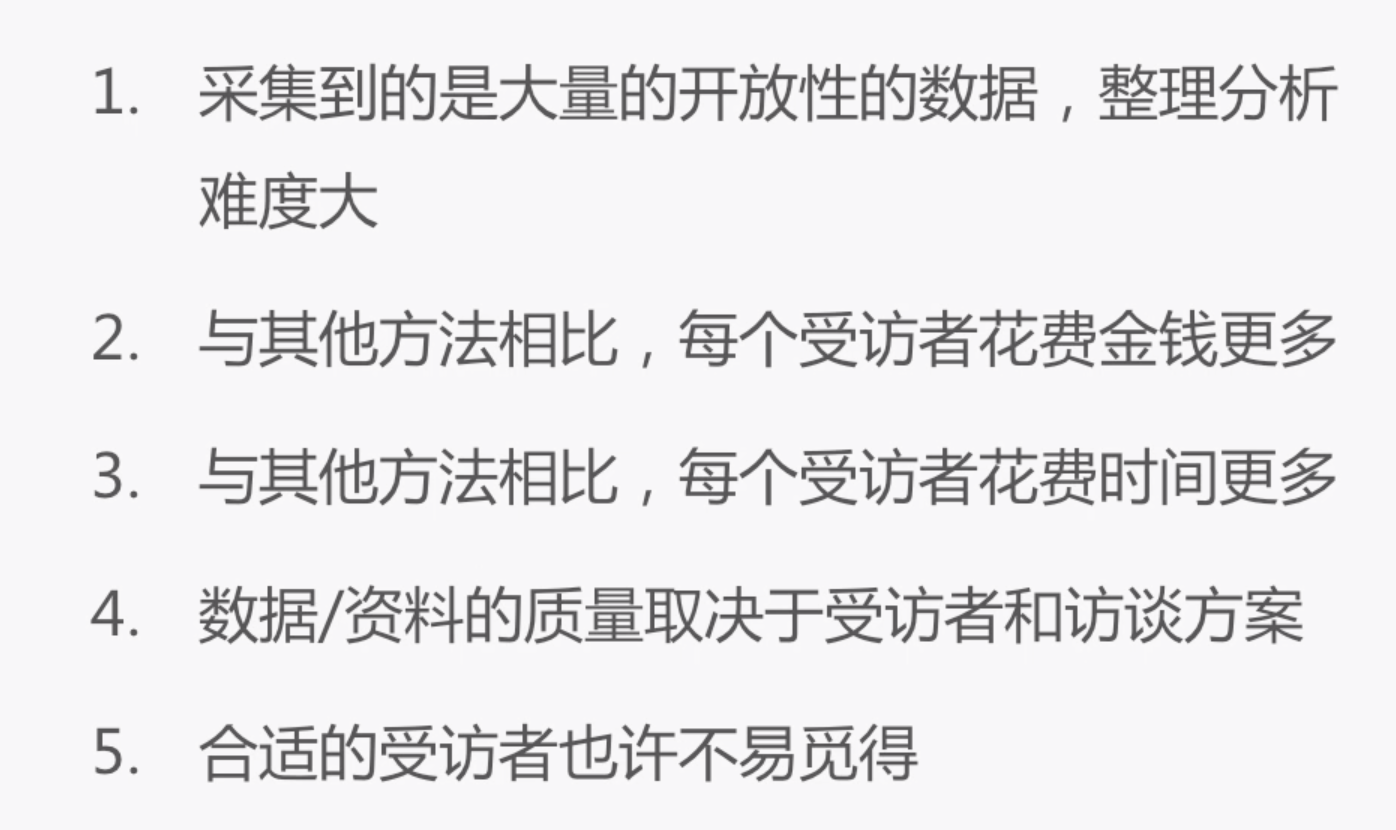 1. 采集到的是大量的开放性的数据，整理分析
难度大
2. 与其他方法相比，每个受访者花费金钱更多
3. 与其他方法相比，每个受访者花费时间更多
4. 数据/资料的质量取决于受访者和访谈方案
5. 合适的受访者也许不易觅得